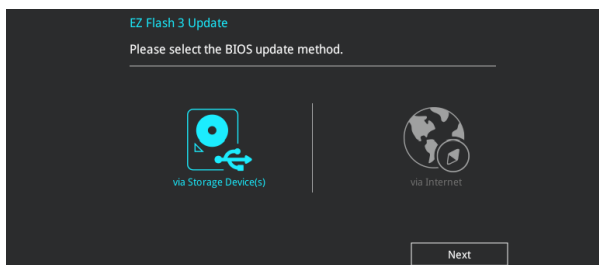 EZ Flash 3 Update
Please select the BIOS update method.
via Storage Device(s)
via Internet
Next